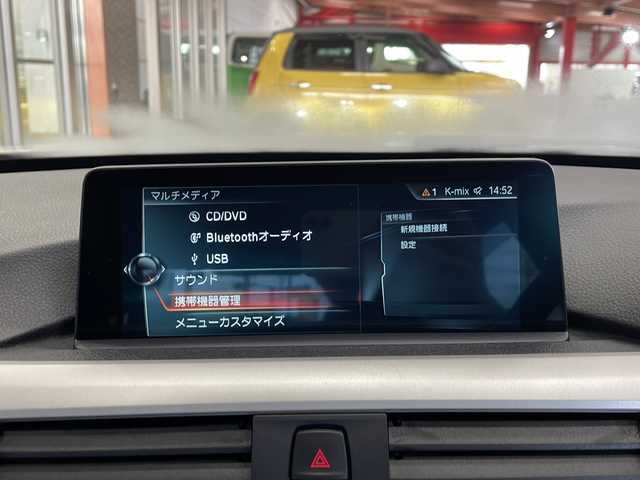 マルチメディア
1 K-mix 14:52
CD/DVD
Bluetoothオーディオ
USB
サウンド
携帯機器管理
メニューカスタマイズ
携帯機器
新規機器接続
設定